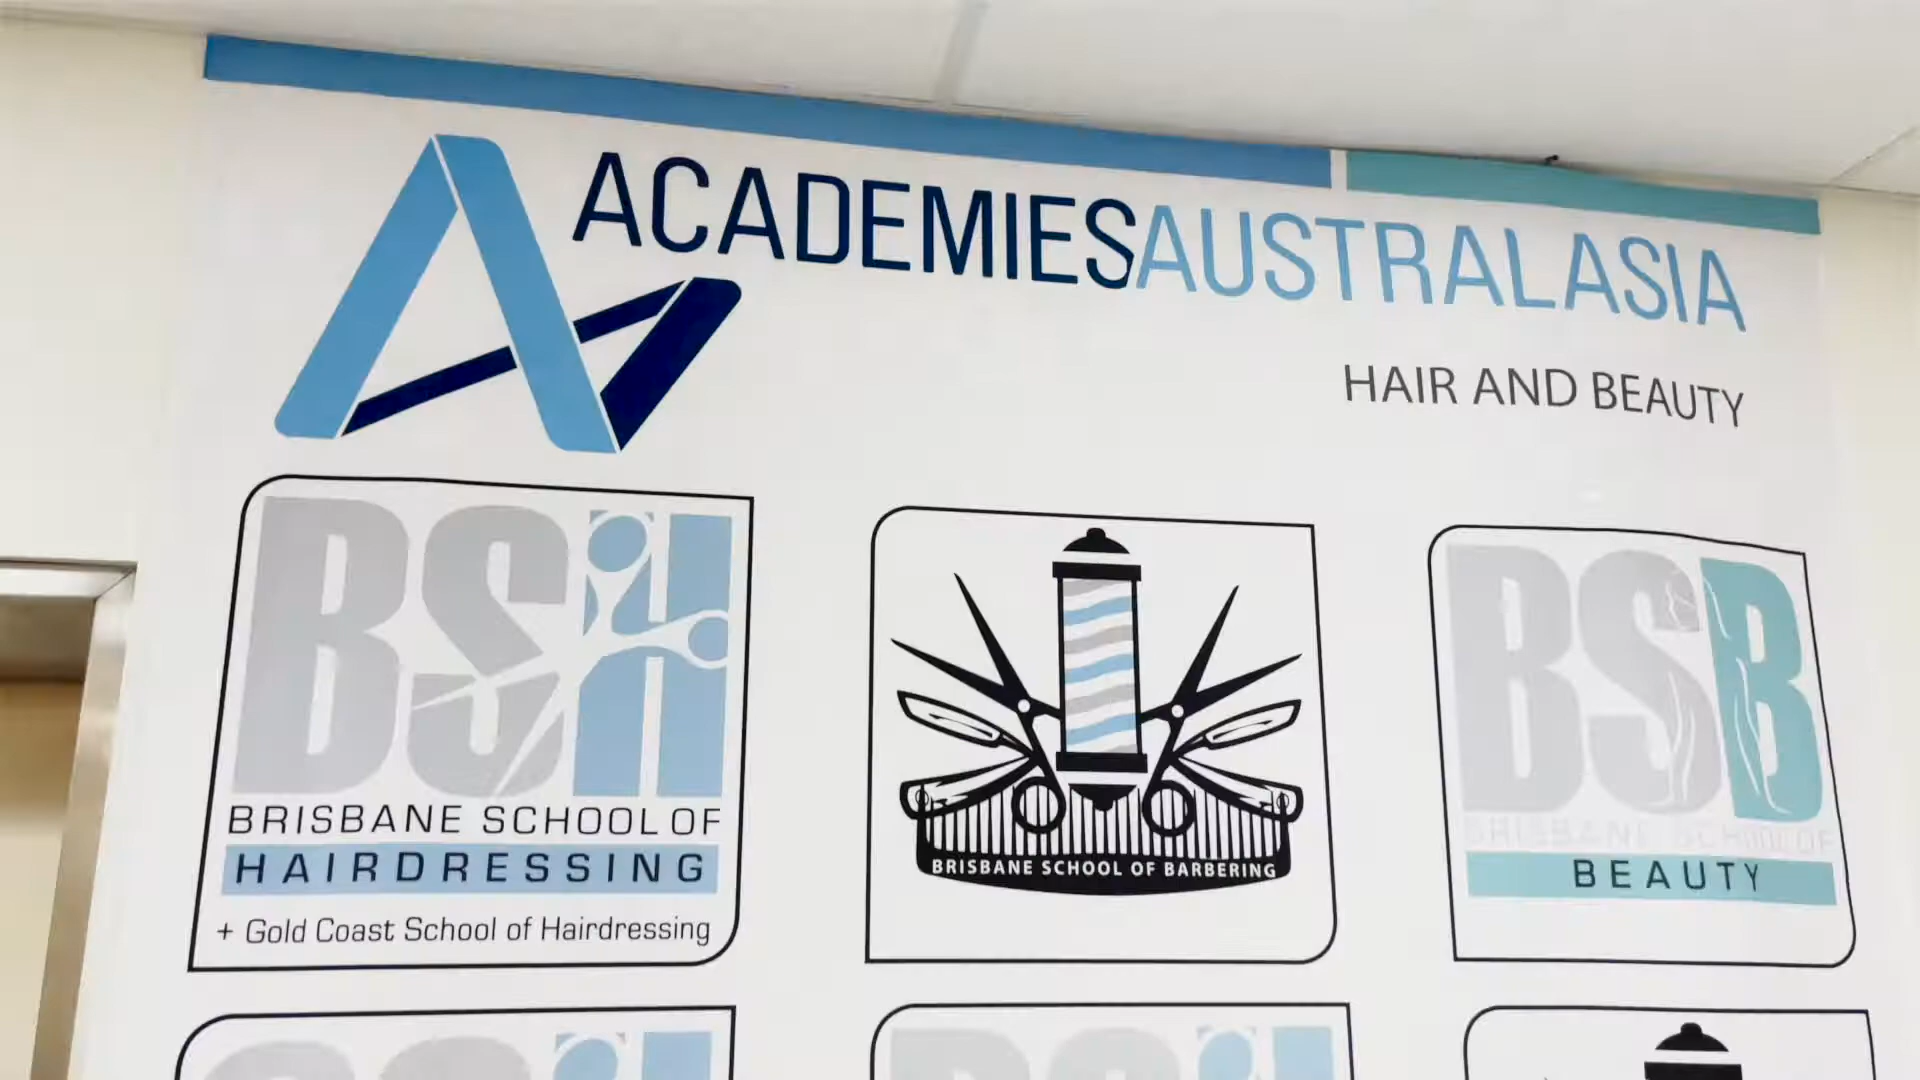 ACADEMIESAUSTRALASIA
HAIR AND BEAUTY
BSH
BRISBANE SCHOOL OF
HAIRDRESSING
+ Gold Coast School of Hairdressing
BRISBANE SCHOOL OF BARBERING
BSB
BRISBANE SCHOOL OF
BEAUTY